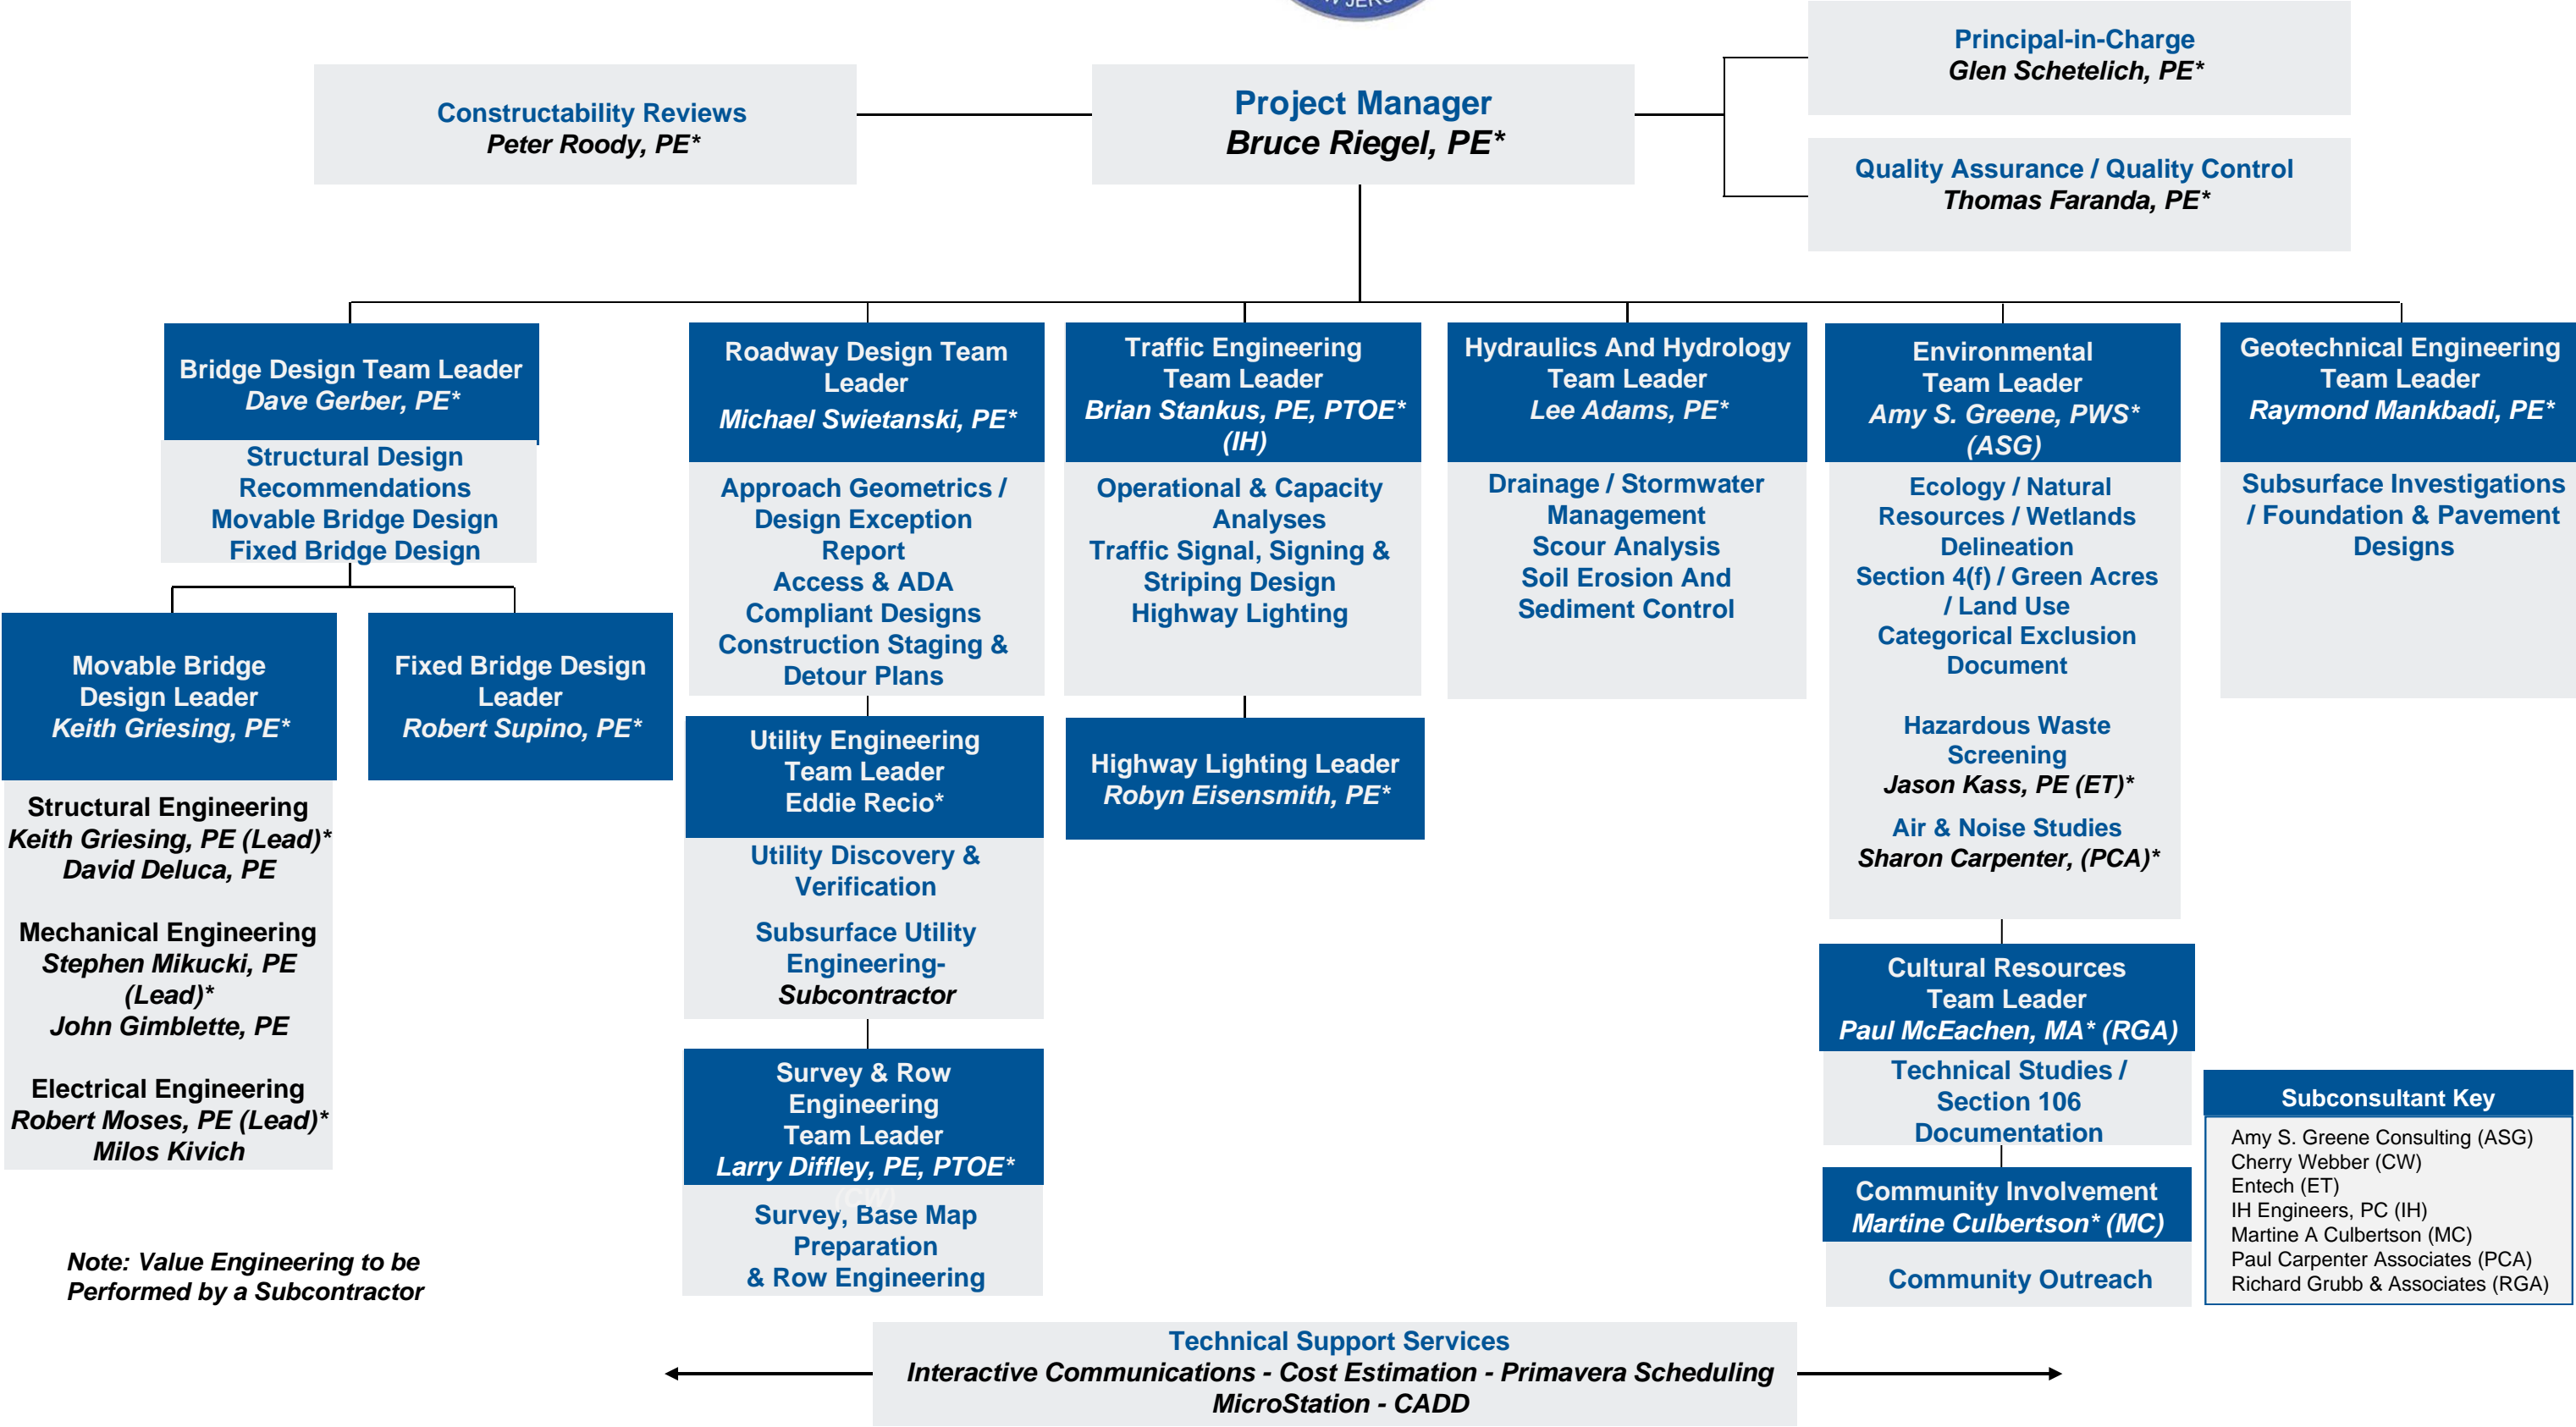 W JERS
Principal-in-Charge
Glen Schetelich, PE*
Constructability Reviews
Peter Roody, PE*
Project Manager
Bruce Riegel, PE*
Quality Assurance / Quality Control
Thomas Faranda, PE*
Bridge Design Team Leader
Dave Gerber, PE*
Structural Design
Recommendations
Movable Bridge Design
Fixed Bridge Design
Movable Bridge
Design Leader
Keith Griesing, PE*
Fixed Bridge Design
Leader
Robert Supino, PE*
Structural Engineering
Keith Griesing, PE (Lead)*
David Deluca, PE
Mechanical Engineering
Stephen Mikucki, PE
(Lead)*
John Gimblette, PE
Electrical Engineering
Robert Moses, PE (Lead)*
Milos Kivich
Note: Value Engineering to be
Performed by a Subcontractor
Roadway Design Team
Leader
Michael Swietanski, PE*
Approach Geometrics /
Design Exception
Report
Access & ADA
Compliant Designs
Construction Staging &
Detour Plans
Utility Engineering
Team Leader
Eddie Recio*
Utility Discovery &
Verification
Subsurface Utility
Engineering-
Subcontractor
Survey & Row
Engineering
Team Leader
Larry Diffley, PE, PTOE*
(CW)
Survey, Base Map
Preparation
& Row Engineering
Traffic Engineering
Team Leader
Brian Stankus, PE, PTOE*
(IH)
Operational & Capacity
Analyses
Traffic Signal, Signing &
Striping Design
Highway Lighting
Highway Lighting Leader
Robyn Eisensmith, PE*
Hydraulics And Hydrology
Team Leader
Lee Adams, PE*
Drainage / Stormwater
Management
Scour Analysis
Soil Erosion And
Sediment Control
Environmental
Team Leader
Amy S. Greene, PWS*
(ASG)
Ecology / Natural
Resources / Wetlands
Delineation
Section 4(f) / Green Acres
/ Land Use
Categorical Exclusion
Document
Hazardous Waste
Screening
Jason Kass, PE (ET)*
Air & Noise Studies
Sharon Carpenter, (PCA)*
Cultural Resources
Team Leader
Paul McEachen, MA* (RGA)
Technical Studies /
Section 106
Documentation
Community Involvement
Martine Culbertson* (MC)
Community Outreach
Geotechnical Engineering
Team Leader
Raymond Mankbadi, PE*
Subsurface Investigations
/ Foundation & Pavement
Designs
Subconsultant Key
Amy S. Greene Consulting (ASG)
Cherry Webber (CW)
Entech (ET)
IH Engineers, PC (IH)
Martine A Culbertson (MC)
Paul Carpenter Associates (PCA)
Richard Grubb & Associates (RGA)
Technical Support Services
Interactive Communications - Cost Estimation - Primavera Scheduling
MicroStation - CADD